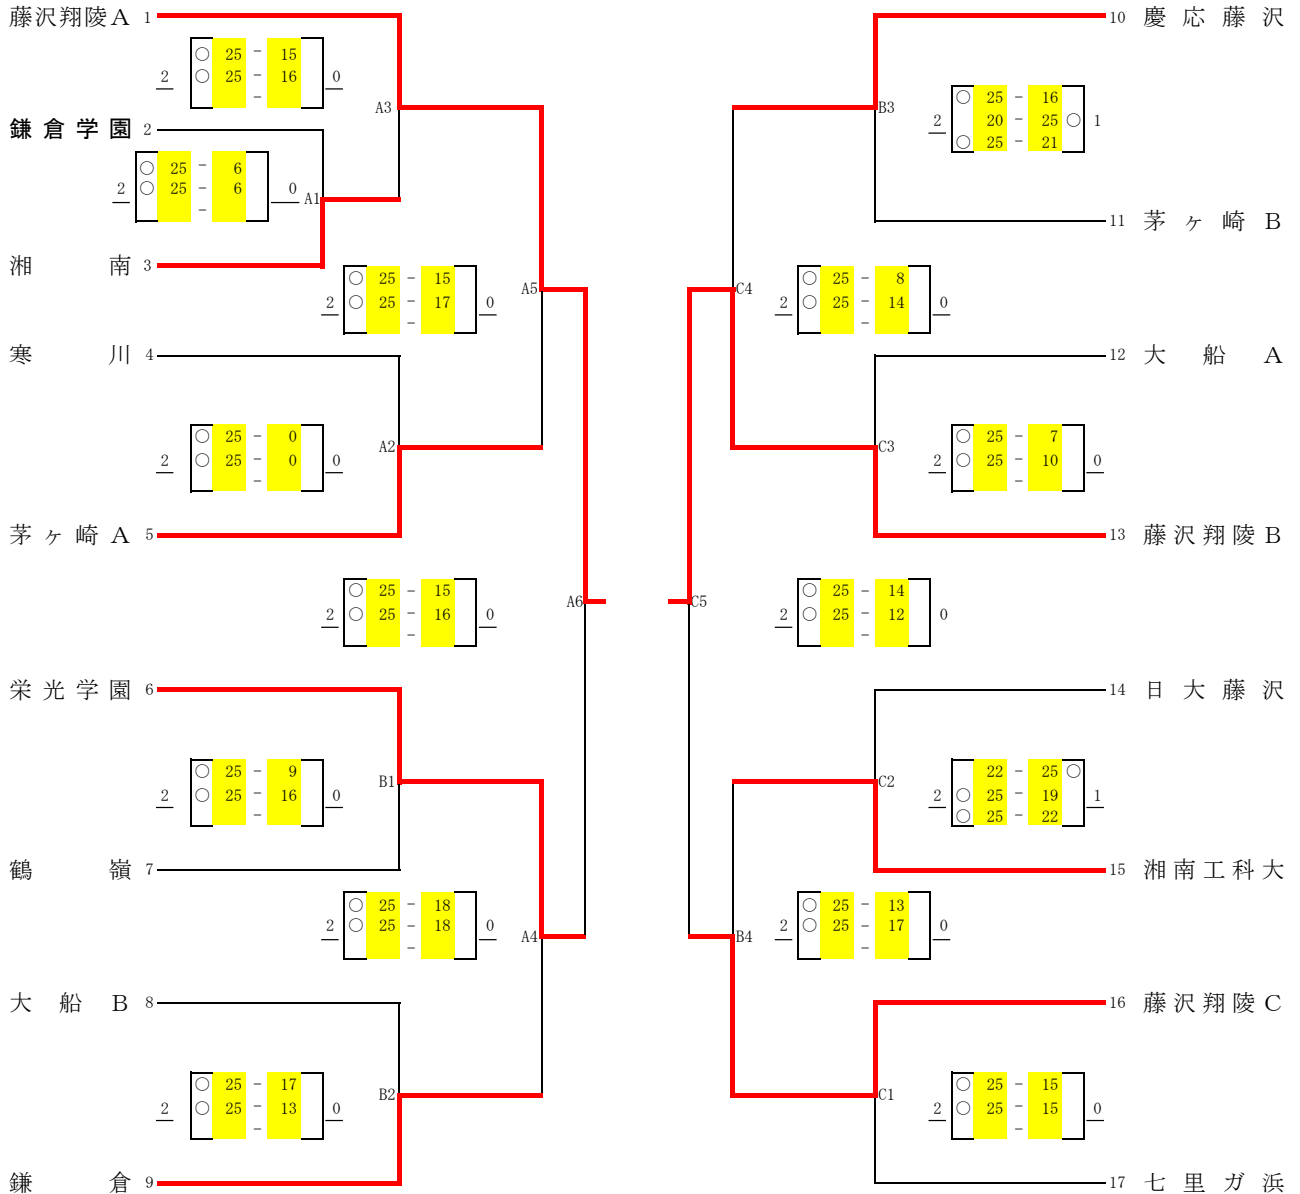 藤沢翔陵A 1
10 慶応藤沢
○ 25 - 15
2 ○ 25 - 16 0
-
A3
B3
○ 25 - 16
2 20 - 25 ○ 1
○ 25 - 21
鎌倉学園 2
○ 25 - 6
2 ○ 25 - 6 0
-
A1
11 茅ヶ崎B
湘南 3
○ 25 - 15
2 ○ 25 - 17 0
-
A5
C4
○ 25 - 8
2 ○ 25 - 14 0
-
寒川 4
12 大船A
○ 25 - 0
2 ○ 25 - 0 0
-
A2
C3
○ 25 - 7
2 ○ 25 - 10 0
-
茅ヶ崎A 5
13 藤沢翔陵B
○ 25 - 15
2 ○ 25 - 16 0
-
A6
C5
○ 25 - 14
2 ○ 25 - 12 0
-
栄光学園 6
14 日大藤沢
○ 25 - 9
2 ○ 25 - 16 0
-
B1
C2
22 - 25 ○
2 ○ 25 - 19 1
○ 25 - 22
鶴嶺 7
15 湘南工科大
○ 25 - 18
2 ○ 25 - 18 0
-
A4
B4
○ 25 - 13
2 ○ 25 - 17 0
-
大船B 8
16 藤沢翔陵C
○ 25 - 17
2 ○ 25 - 13 0
-
B2
C1
○ 25 - 15
2 ○ 25 - 15 0
-
鎌倉 9
17 七里ガ浜